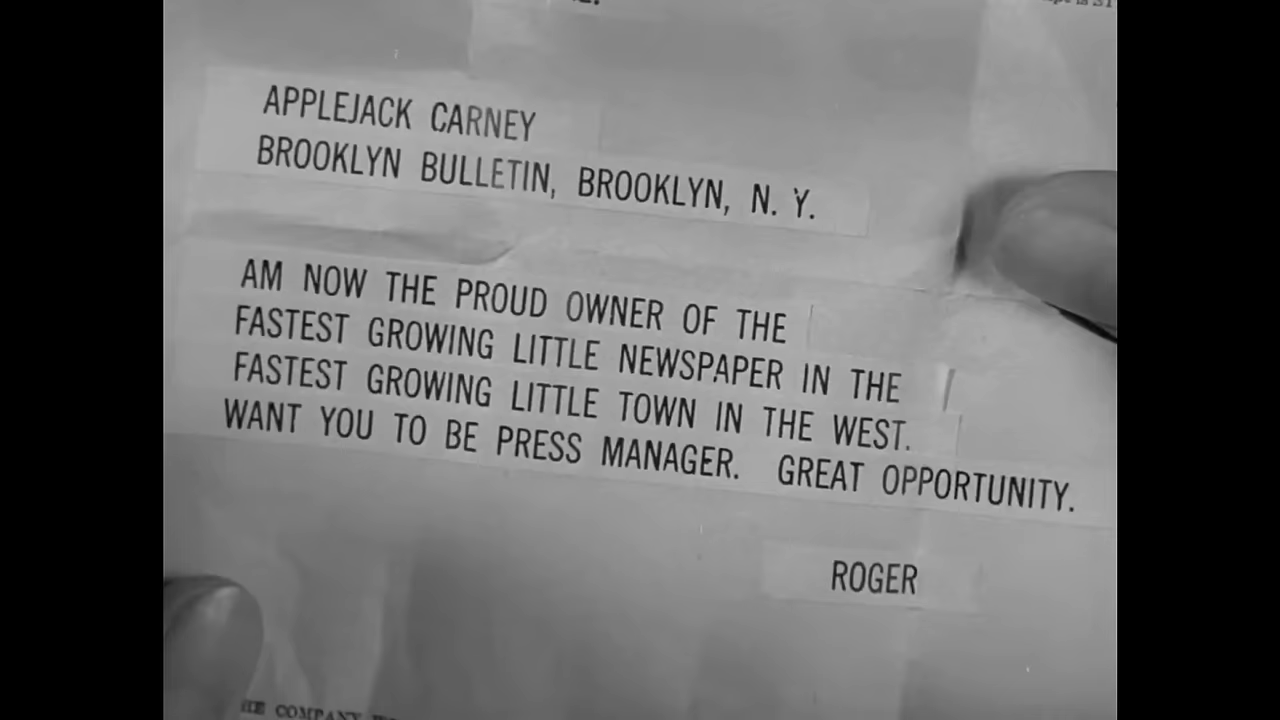 APPLEJACK CARNEY
BROOKLYN BULLETIN, BROOKLYN, N. Y.
AM NOW THE PROUD OWNER OF THE
FASTEST GROWING LITTLE NEWSPAPER IN THE
FASTEST GROWING LITTLE TOWN IN THE WEST.
WANT YOU TO BE PRESS MANAGER. GREAT OPPORTUNITY.
ROGER
COMPANY